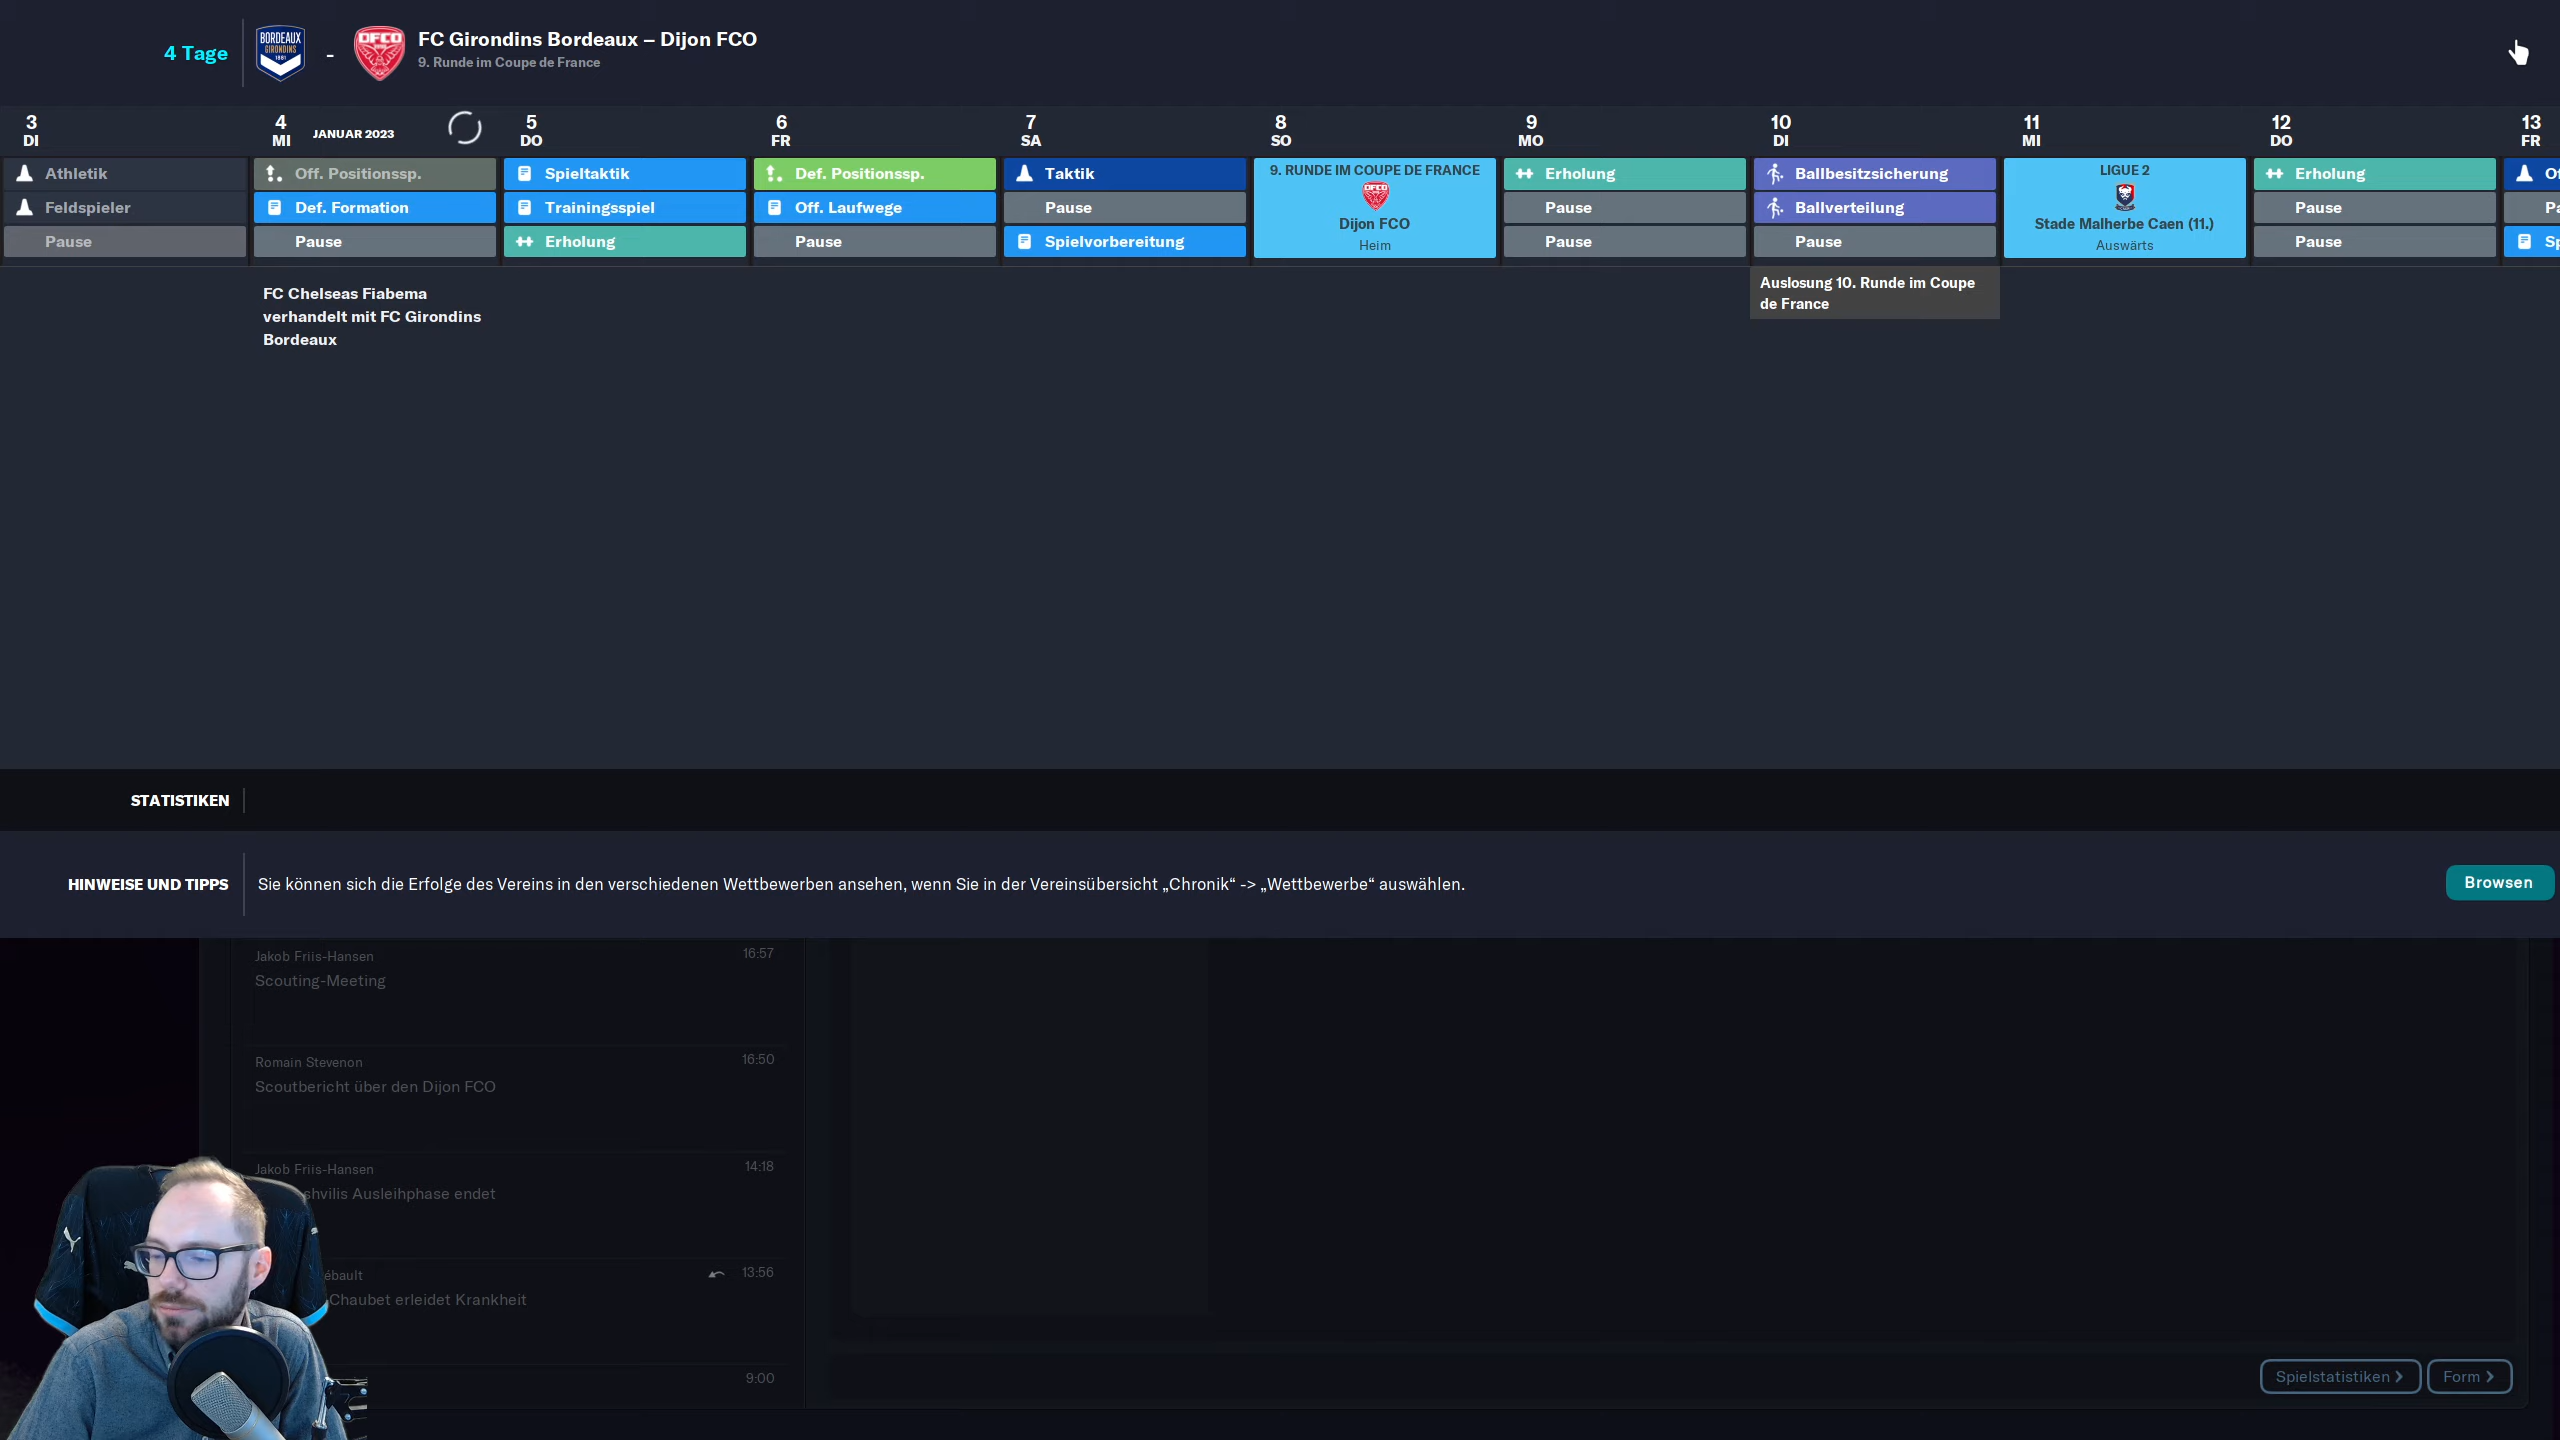 4 Tage
BORDEAUX
GIRONDINS
1881
-
DFCO
FC Girondins Bordeaux – Dijon FCO
9. Runde im Coupe de France
3
DI
4
MI
JANUAR 2023
5
DO
6
FR
7
SA
8
SO
9
MO
10
DI
11
MI
12
DO
13
FR
Athletik
Feldspieler
Pause
Off. Positionssp.
Def. Formation
Pause
Spieltaktik
Trainingsspiel
Erholung
Def. Positionssp.
Off. Laufwege
Pause
Taktik
Pause
Spielvorbereitung
9. RUNDE IM COUPE DE FRANCE
DFCO
Dijon FCO
Heim
Erholung
Pause
Pause
Ballbesitzsicherung
Ballverteilung
Pause
LIGUE 2
Stade Malherbe Caen (11.)
Auswärts
Erholung
Pause
Pause
FC Chelseas Fiabema
verhandelt mit FC Girondins
Bordeaux
Auslosung 10. Runde im Coupe
de France
STATISTIKEN
HINWEISE UND TIPPS
Sie können sich die Erfolge des Vereins in den verschiedenen Wettbewerben ansehen, wenn Sie in der Vereinsübersicht „Chronik“ -> „Wettbewerbe“ auswählen.
Browsen
Jakob Friis-Hansen
16:57
Scouting-Meeting
Romain Stevenon
16:50
Scoutbericht über den Dijon FCO
Jakob Friis-Hansen
14:18
shvilis Ausleihphase endet
ébault
13:56
Chaubet erleidet Krankheit
9:00
Spielstatistiken
Form